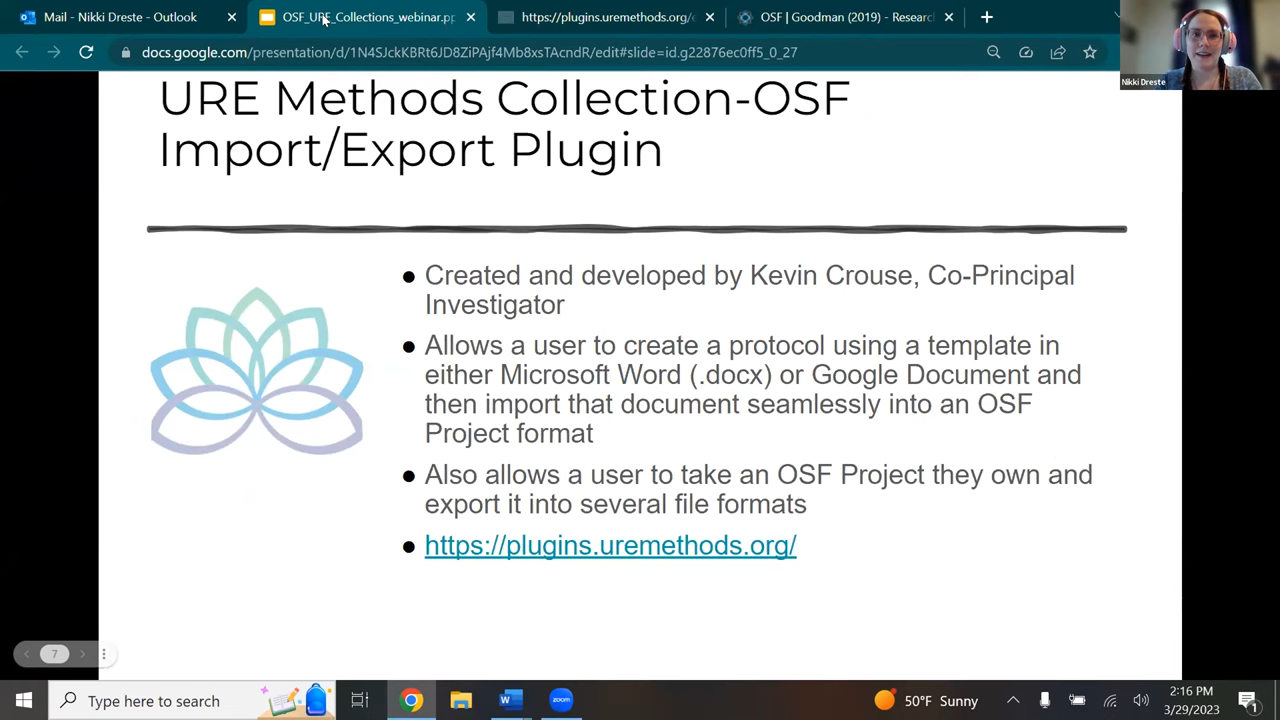 Mail - Nikki Dreste - Outlook
OSF_URE_Collections_webinar.pp
https://plugins.uremethods.org/e
OSF | Goodman (2019) - Researc
docs.google.com/presentation/d/1N4SJckKBRt6JD8ZiPAjf4Mb8xsTAcndR/edit#slide=id.g22876ec0ff5_0_27
Nikki Dreste
URE Methods Collection-OSF
Import/Export Plugin
● Created and developed by Kevin Crouse, Co-Principal
Investigator
● Allows a user to create a protocol using a template in
either Microsoft Word (.docx) or Google Document and
then import that document seamlessly into an OSF
Project format
● Also allows a user to take an OSF Project they own and
export it into several file formats
● https://plugins.uremethods.org/
7
Type here to search
zoom
50°F Sunny
2:16 PM
3/29/2023
1